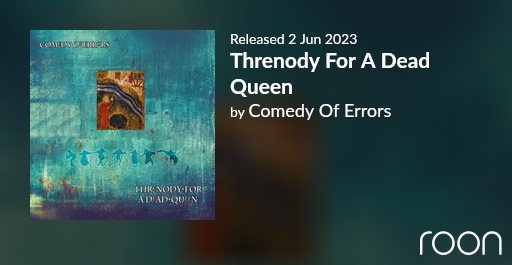 COMEDY OF ERRORS
THRENODY·FOR
A·DEAD·QUEEN
Released 2 Jun 2023
Threnody For A Dead
Queen
by Comedy Of Errors
roon